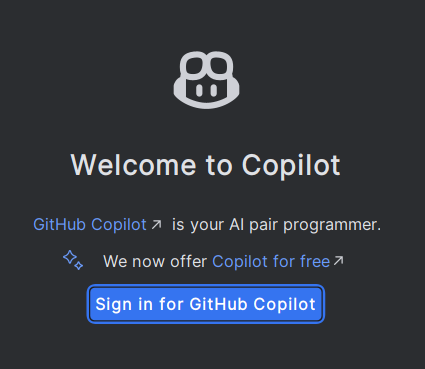 Welcome to Copilot
GitHub Copilot is your AI pair programmer.
We now offer Copilot for free
Sign in for GitHub Copilot